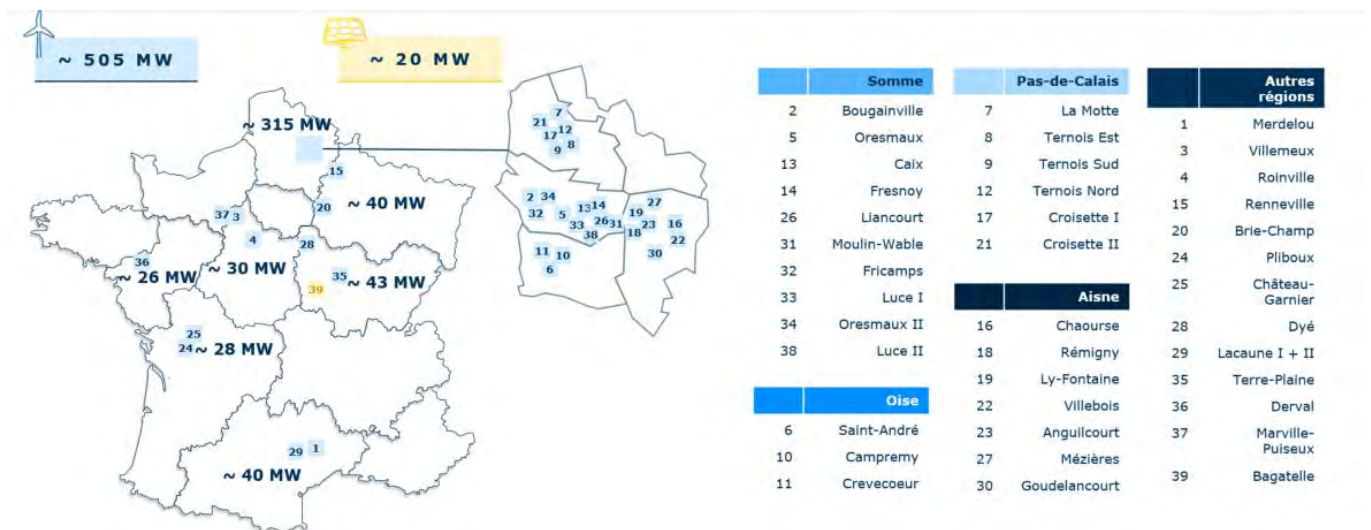 ~ 505 MW
~ 20 MW
~ 315 MW
15
37 3
20
~ 40 MW
4
28
36
~ 26 MW
~ 30 MW
35
~ 43 MW
39
25
24
~ 28 MW
29 1
~ 40 MW
7
21
17 12
9 8
2 34
32
5
13 14
33
26 31
38
27
19
23
16
18
22
30
11 10
6
Somme
2 Bougainville
5 Oresmaux
13 Caix
14 Fresnoy
26 Liancourt
31 Moulin-Wable
32 Fricamps
33 Luce I
34 Oresmaux II
38 Luce II
Oise
6 Saint-André
10 Campremy
11 Crevecoeur
Pas-de-Calais
7 La Motte
8 Ternois Est
9 Ternois Sud
12 Ternois Nord
17 Croisette I
21 Croisette II
Aisne
16 Chaourse
18 Rémigny
19 Ly-Fontaine
22 Villebois
23 Anguilcourt
27 Mézières
30 Goudelancourt
Autres
régions
1 Merdelou
3 Villemeux
4 Roinville
15 Renneville
20 Brie-Champ
24 Pliboux
25 Château-
Garnier
28 Dyé
29 Lacaune I + II
35 Terre-Plaine
36 Derval
37 Marville-
Puiseux
39 Bagatelle